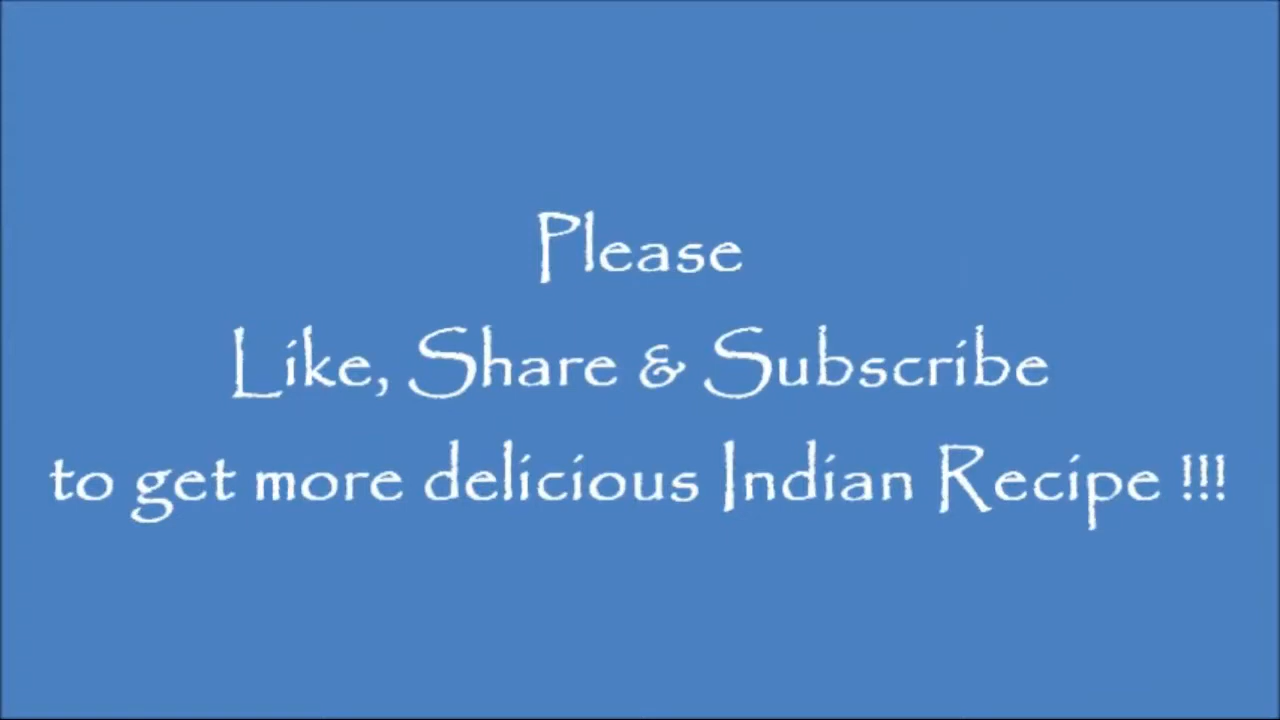 Please
Like, Share & Subscribe
to get more delicious Indian Recipe !!!